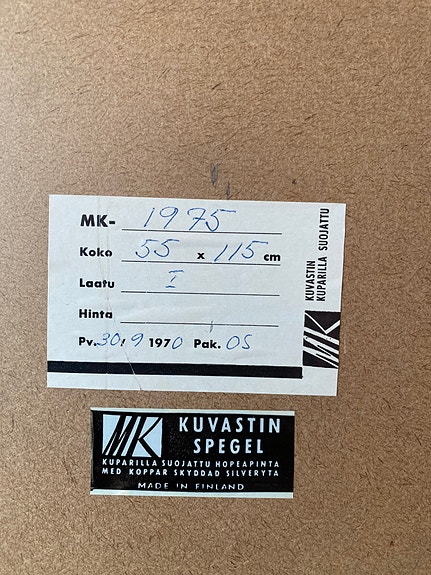 MK- 1975
Koko 55 x 115 cm
Laatu I
Hinta
Pv. 30/9 1970 Pak. OS
KUVASTIN
KUPARILLA SUOJATTU
MK
MK KUVASTIN
SPEGEL
KUPARILLA SUOJATTU HOPEAPINTA
MED KOPPAR SKYDDAD SILVERYTA
MADE IN FINLAND